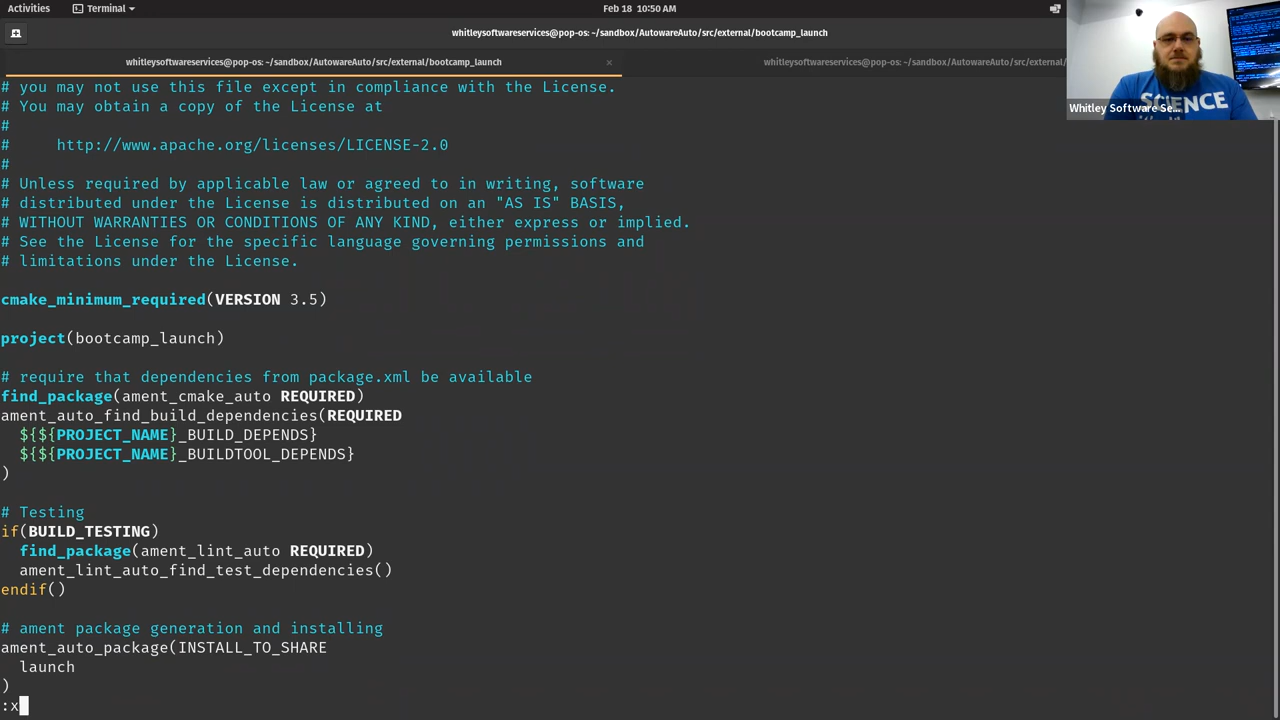 Activities
Terminal
Feb 18 10:50 AM
whitleysoftwareservices@pop-os: ~/sandbox/AutowareAuto/src/external/bootcamp_launch
whitleysoftwareservices@pop-os: ~/sandbox/AutowareAuto/src/external/bootcamp_launch ×
whitleysoftwareservices@pop-os: ~/sandbox/AutowareAuto/src/external/
SCIENCE
Whitley Software Se...
# you may not use this file except in compliance with the License.
# You may obtain a copy of the License at
#
#     http://www.apache.org/licenses/LICENSE-2.0
#
# Unless required by applicable law or agreed to in writing, software
# distributed under the License is distributed on an "AS IS" BASIS,
# WITHOUT WARRANTIES OR CONDITIONS OF ANY KIND, either express or implied.
# See the License for the specific language governing permissions and
# limitations under the License.
cmake_minimum_required(VERSION 3.5)
project(bootcamp_launch)
# require that dependencies from package.xml be available
find_package(ament_cmake_auto REQUIRED)
ament_auto_find_build_dependencies(REQUIRED
  ${${PROJECT_NAME}_BUILD_DEPENDS}
  ${${PROJECT_NAME}_BUILDTOOL_DEPENDS}
)
# Testing
if(BUILD_TESTING)
  find_package(ament_lint_auto REQUIRED)
  ament_lint_auto_find_test_dependencies()
endif()
# ament package generation and installing
ament_auto_package(INSTALL_TO_SHARE
  launch
)
:x